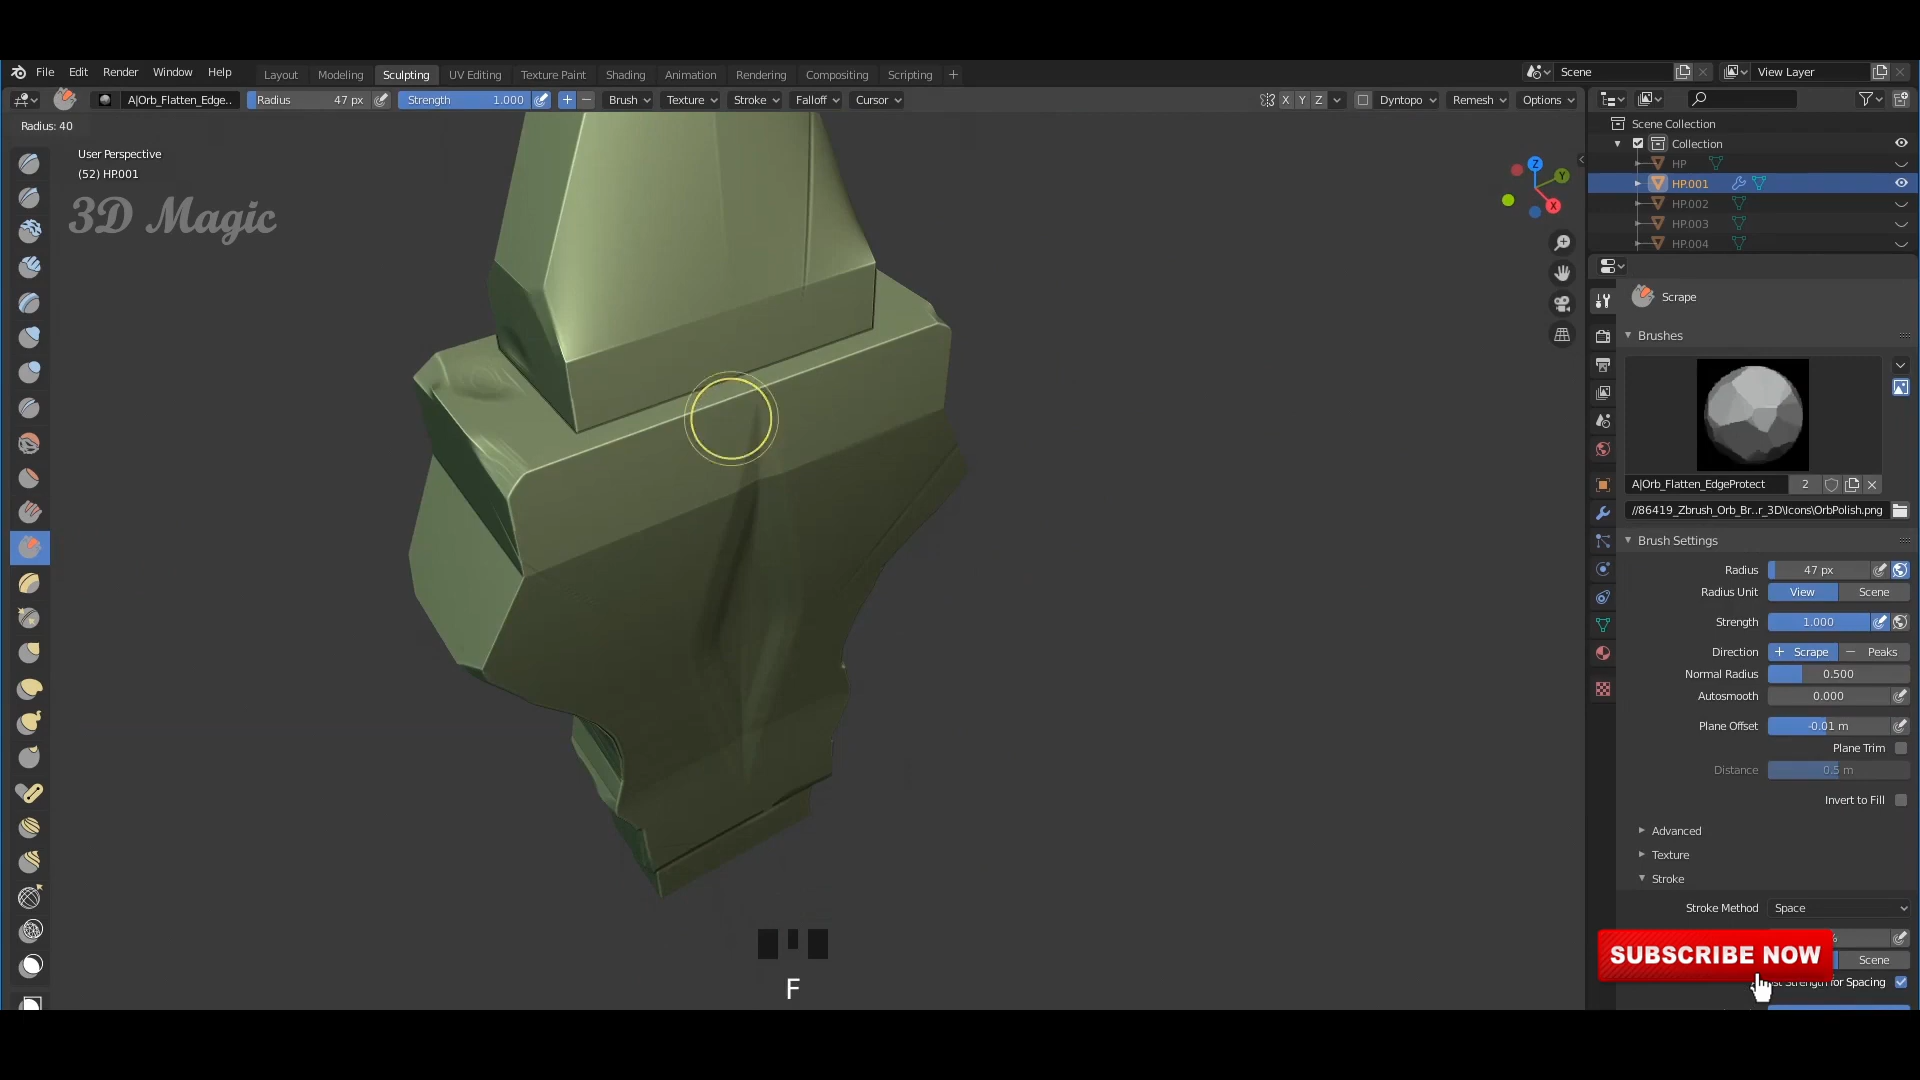 File Edit Render Window Help Layout Modeling Sculpting UV Editing Texture Paint Shading Animation Rendering Compositing Scripting + Scene View Layer
A|Orb_Flatten_Edge.. Radius 47 px Strength 1.000 + − Brush Texture Stroke Falloff Cursor X Y Z Dyntopo Remesh Options
Radius: 40
User Perspective
(52) HP.001
3D Magic
Z
Y
X
Scene Collection
Collection
HP
HP.001
HP.002
HP.003
HP.004
Scrape
Brushes
A|Orb_Flatten_EdgeProtect 2
//86419_Zbrush_Orb_Br..r_3D\Icons\OrbPolish.png
Brush Settings
Radius 47 px
Radius Unit View Scene
Strength 1.000
Direction + Scrape − Peaks
Normal Radius 0.500
Autosmooth 0.000
Plane Offset -0.01 m
Plane Trim
Distance 0.5 m
Invert to Fill
Advanced
Texture
Stroke
Stroke Method Space
%
SUBSCRIBE NOW Scene
Strength for Spacing
F